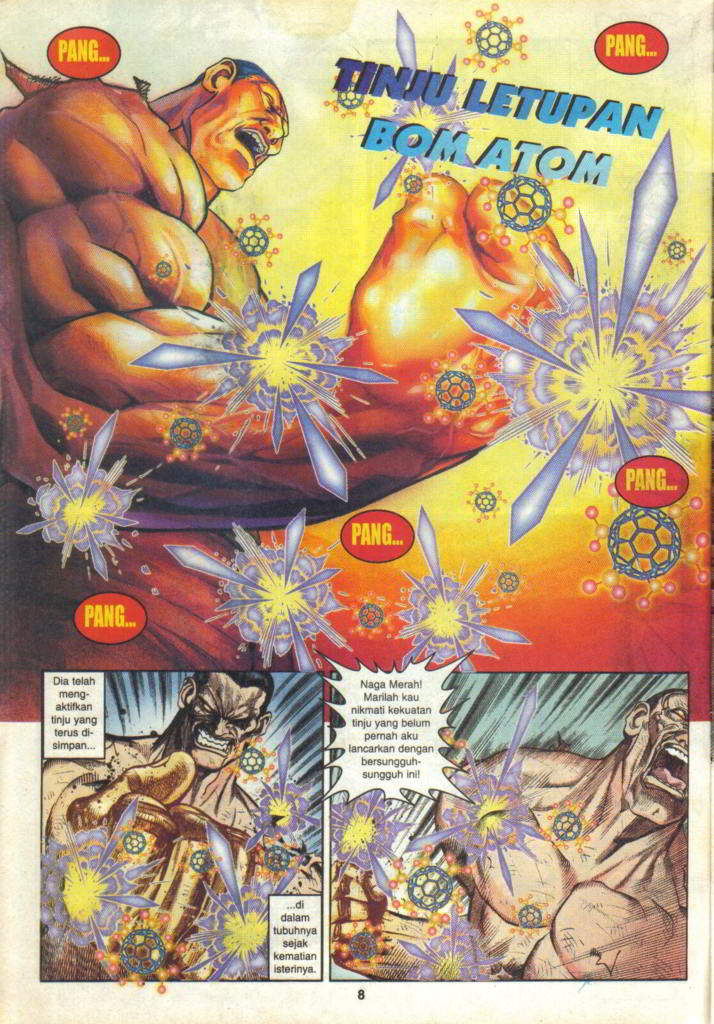 PANG...
PANG...
TINJU LETUPAN
BOM ATOM
PANG...
PANG...
PANG...
Dia telah
meng-
aktifkan
tinju yang
terus di-
simpan...
...di
dalam
tubuhnya
sejak
kematian
isterinya.
Naga Merah!
Marilah kau
nikmati kekuatan
tinju yang belum
pernah aku
lancarkan dengan
bersungguh-
sungguh ini!
8